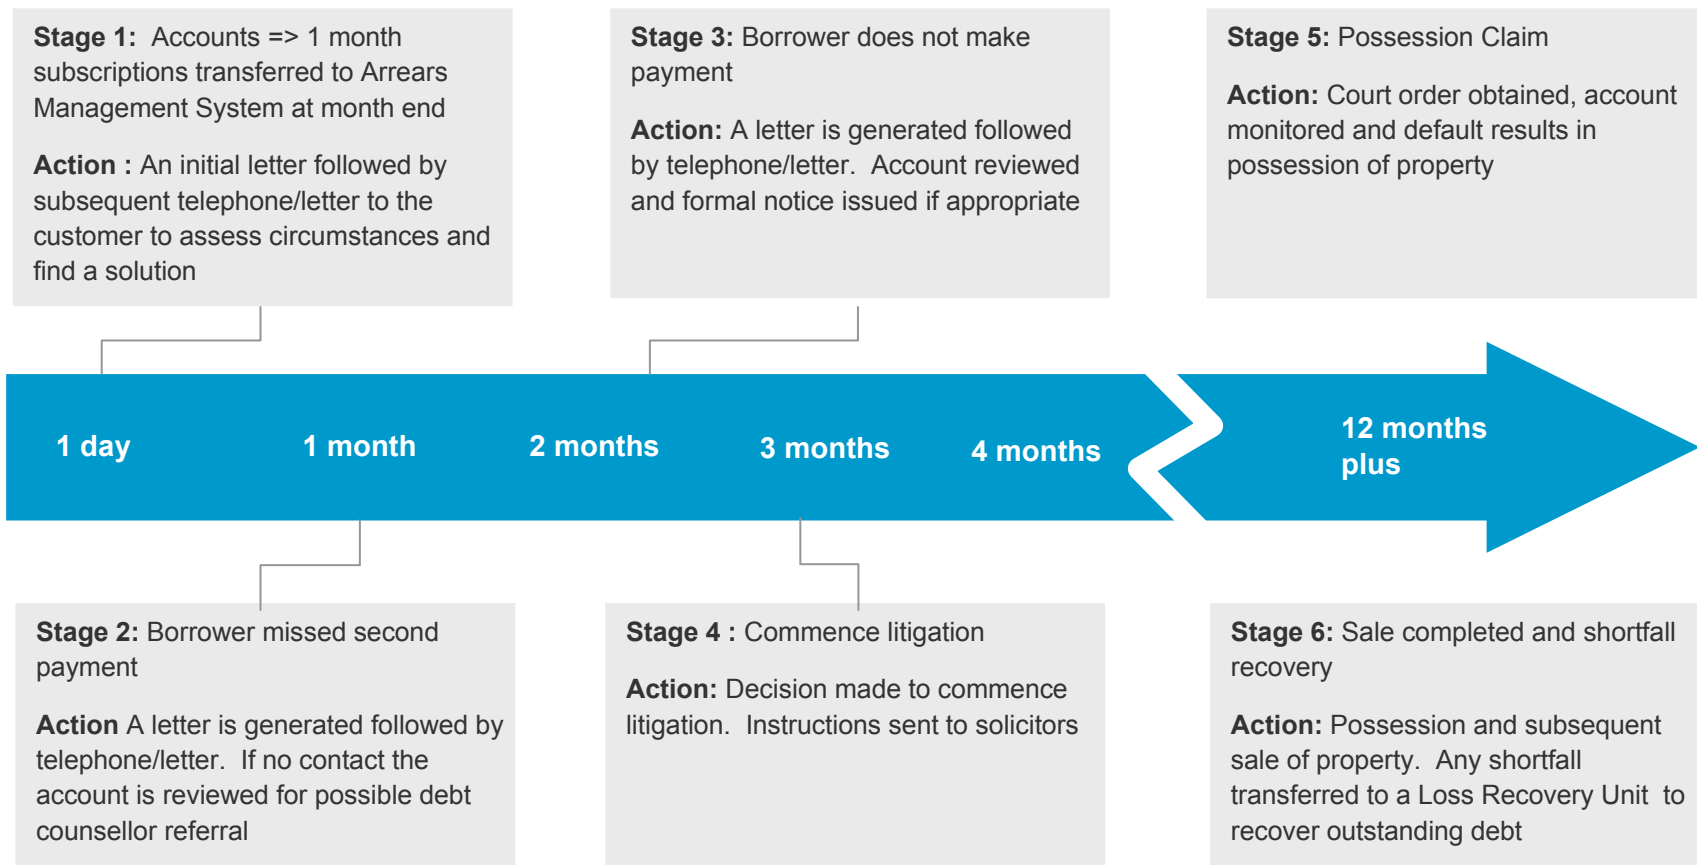 Stage 1:  Accounts => 1 month
subscriptions transferred to Arrears
Management System at month end
Action : An initial letter followed by
subsequent telephone/letter to the
customer to assess circumstances and
find a solution
Stage 3: Borrower does not make
payment
Action: A letter is generated followed
by telephone/letter.  Account reviewed
and formal notice issued if appropriate
Stage 5: Possession Claim
Action: Court order obtained, account
monitored and default results in
possession of property
1 day
1 month
2 months
3 months
4 months
12 months
plus
Stage 2: Borrower missed second
payment
Action A letter is generated followed by
telephone/letter.  If no contact the
account is reviewed for possible debt
counsellor referral
Stage 4 : Commence litigation
Action: Decision made to commence
litigation.  Instructions sent to solicitors
Stage 6: Sale completed and shortfall
recovery
Action: Possession and subsequent
sale of property.  Any shortfall
transferred to a Loss Recovery Unit  to
recover outstanding debt